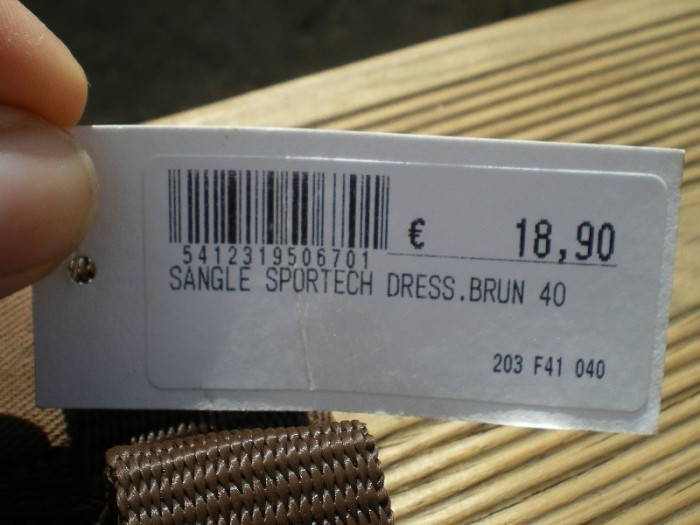 € 18,90
5412319506701
SANGLE SPORTECH DRESS.BRUN 40
203 F41 040